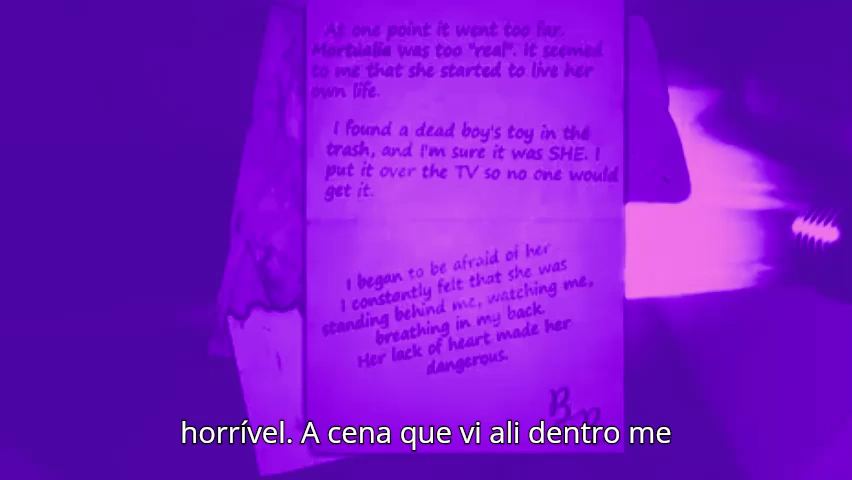 At one point it went too far.
Mortualia was too "real". It seemed
to me that she started to live her
own life.
I found a dead boy's toy in the
trash, and I'm sure it was SHE. I
put it over the TV so no one would
get it.
I began to be afraid of her
I constantly felt that she was
standing behind me, watching me,
breathing in my back
Her lack of heart made her
dangerous.
horrível. A cena que vi ali dentro me